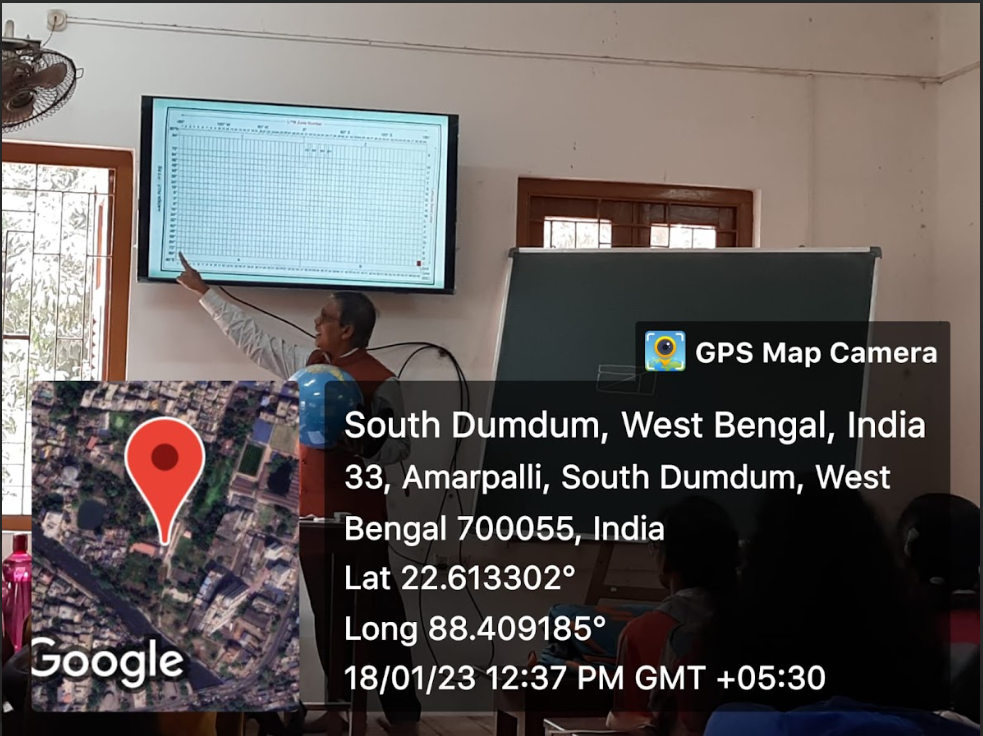 GPS Map Camera
South Dumdum, West Bengal, India
33, Amarpalli, South Dumdum, West
Bengal 700055, India
Lat 22.613302°
Long 88.409185°
18/01/23 12:37 PM GMT +05:30
Google